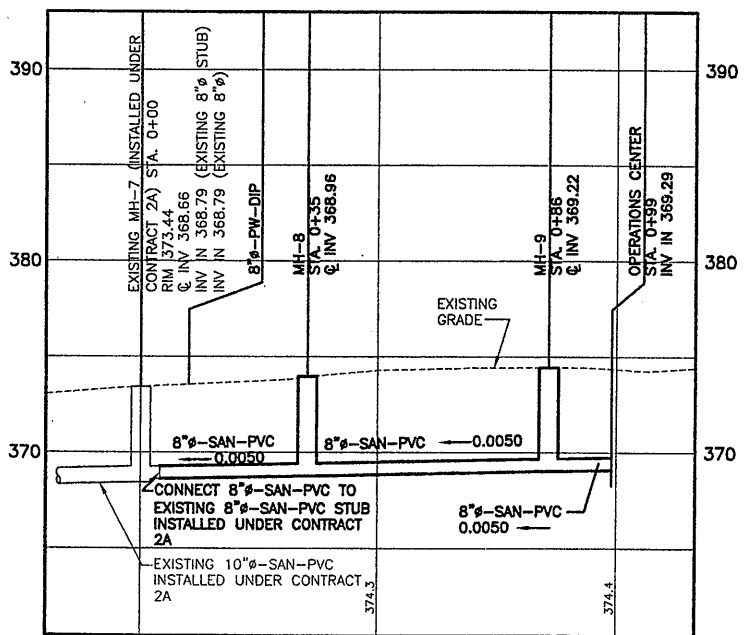 390
390
EXISTING MH-7 (INSTALLED UNDER
CONTRACT 2A) STA. 0+00
RIM 373.44
℄ INV 368.66
INV IN 368.79 (EXISTING 8"ø STUB)
INV IN 368.79 (EXISTING 8"ø)
8"ø-PW-DIP
MH-8
STA. 0+35
℄ INV 368.96
MH-9
STA. 0+86
℄ INV 369.22
OPERATIONS CENTER
STA. 0+99
INV IN 369.29
380
380
EXISTING
GRADE
370
370
8"ø-SAN-PVC
0.0050
8"ø-SAN-PVC
0.0050
CONNECT 8"ø-SAN-PVC TO
EXISTING 8"ø-SAN-PVC STUB
INSTALLED UNDER CONTRACT
2A
8"ø-SAN-PVC
0.0050
EXISTING 10"ø-SAN-PVC
INSTALLED UNDER CONTRACT
2A
374.3
374.4